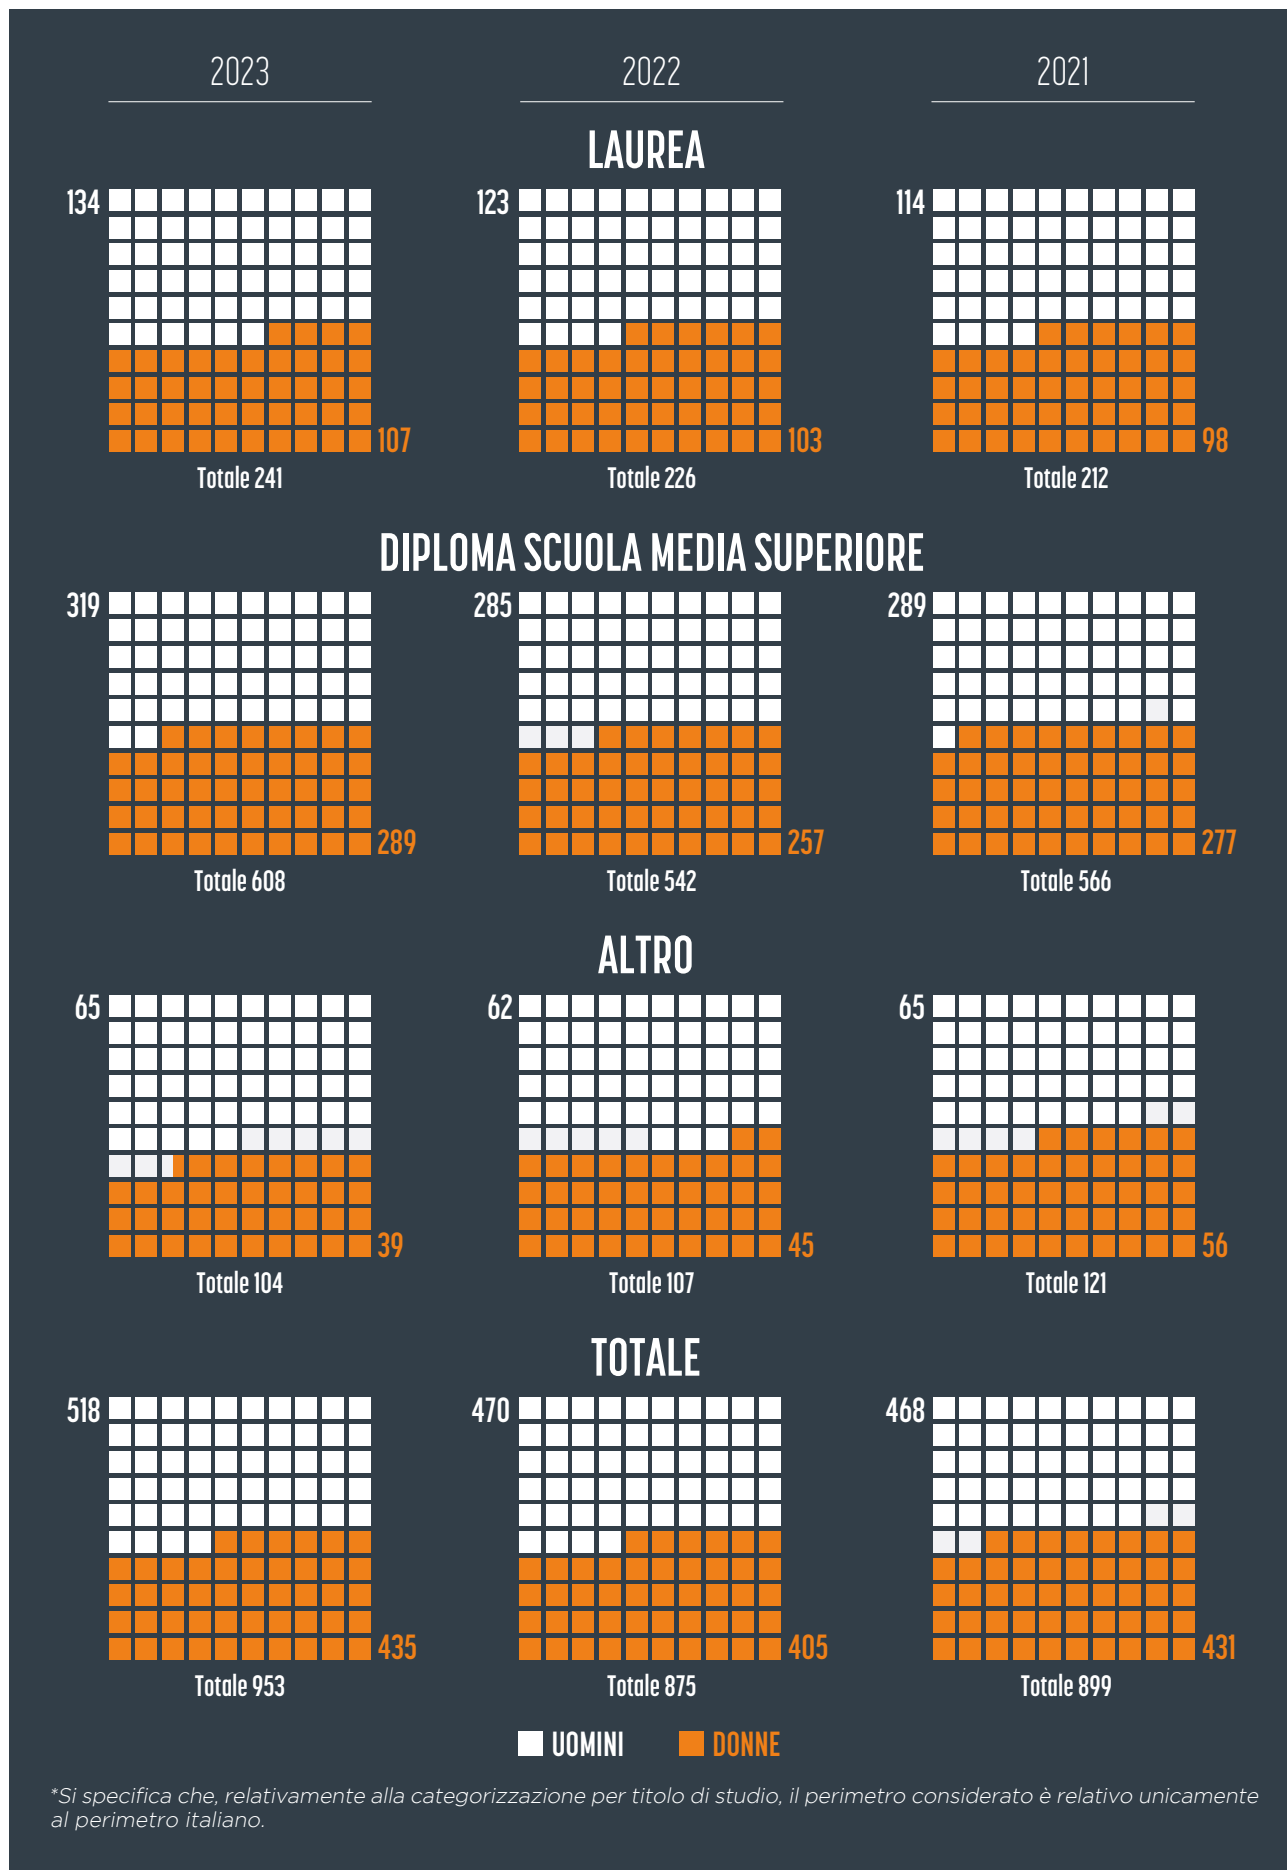 2023 2022 2021
LAUREA
134 123 114
107 103 98
Totale 241 Totale 226 Totale 212
DIPLOMA SCUOLA MEDIA SUPERIORE
319 285 289
289 257 277
Totale 608 Totale 542 Totale 566
ALTRO
65 62 65
39 45 56
Totale 104 Totale 107 Totale 121
TOTALE
518 470 468
435 405 431
Totale 953 Totale 875 Totale 899
UOMINI DONNE
*Si specifica che, relativamente alla categorizzazione per titolo di studio, il perimetro considerato è relativo unicamente
al perimetro italiano.